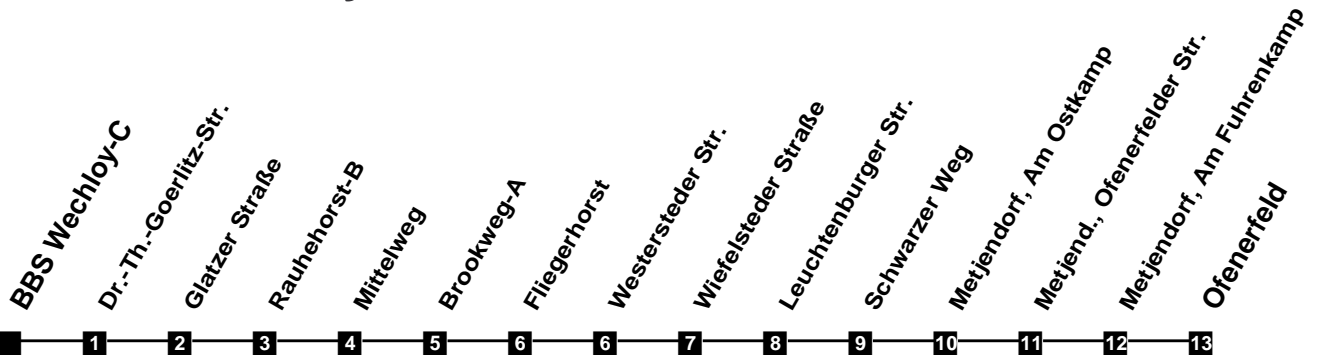 BBS Wechloy-C
Dr.-Th.-Goerlitz-Str.
Glatzer Straße
Rauhehorst-B
Mittelweg
Brookweg-A
Fliegerhorst
Westersteder Str.
Wiefelsteder Straße
Leuchtenburger Str.
Schwarzer Weg
Metjendorf, Am Ostkamp
Metjend., Ofenerfelder Str.
Metjendorf, Am Fuhrenkamp
Ofenerfeld
1 2 3 4 5 6 6 7 8 9 10 11 12 13